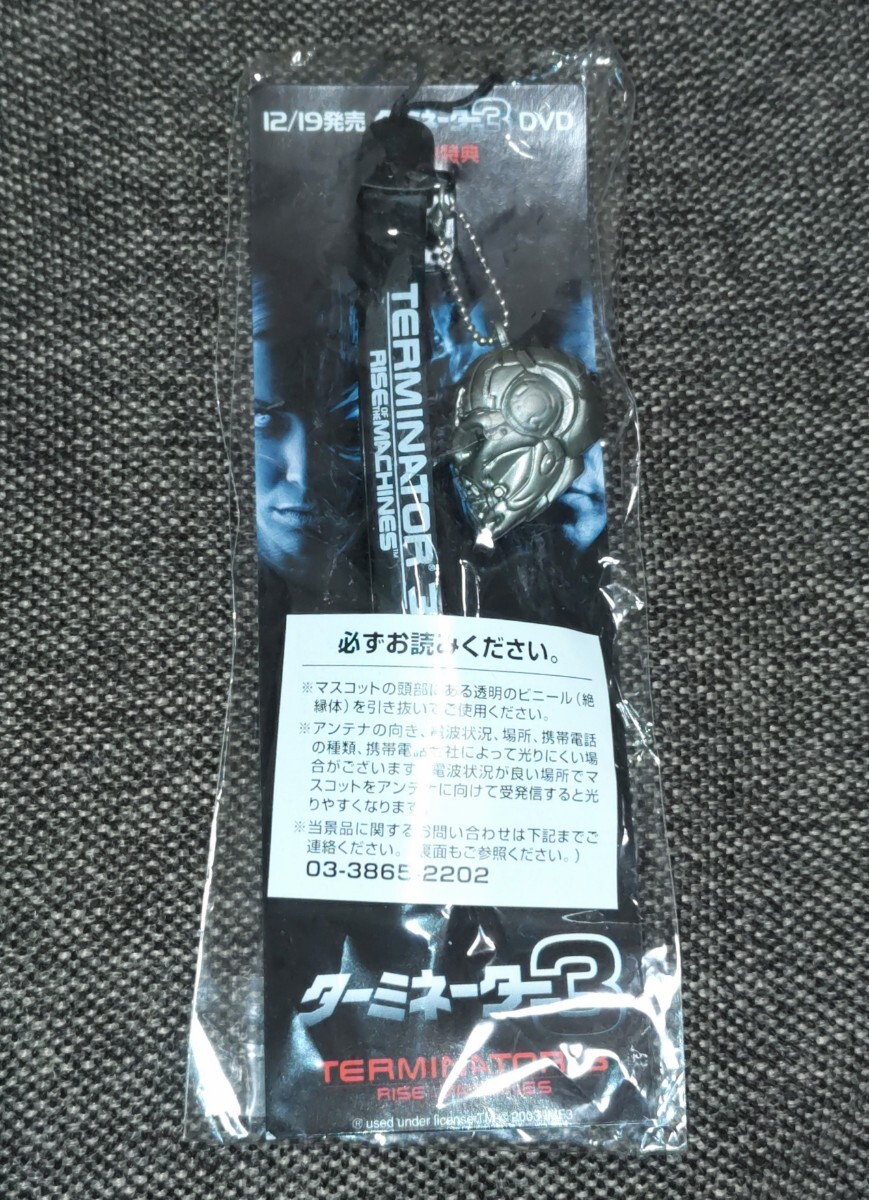 12/19発売 ターミネーター3 DVD
特典
TERMINATOR 3
RISE OF THE MACHINES™
必ずお読みください。
※マスコットの頭部にある透明のビニール(絶
縁体)を引き抜いてご使用ください。
※アンテナの向き、電波状況、場所、携帯電話
の種類、携帯電話会社によって光りにくい場
合がございます。電波状況が良い場所でマ
スコットをアンテナに向けて受発信すると光
りやすくなります。
※当景品に関するお問い合わせは下記までご
連絡ください。(裏面もご参照ください。)
03-3865-2202
ターミネーター3
TERMINATOR 3
RISE MACHINES
® used under license TM © 2003 IMF3